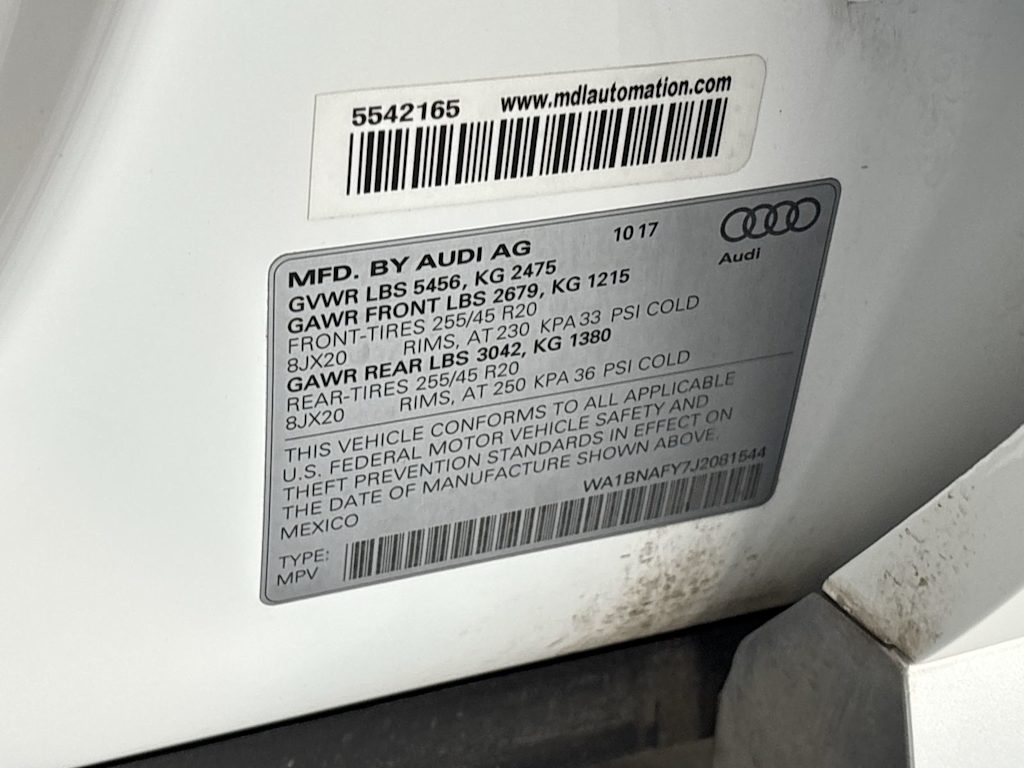 5542165 www.mdlautomation.com
MFD. BY AUDI AG 10 17
Audi
GVWR LBS 5456, KG 2475
GAWR FRONT LBS 2679, KG 1215
FRONT-TIRES 255/45 R20
8JX20 RIMS, AT 230 KPA 33 PSI COLD
GAWR REAR LBS 3042, KG 1380
REAR-TIRES 255/45 R20
8JX20 RIMS, AT 250 KPA 36 PSI COLD
THIS VEHICLE CONFORMS TO ALL APPLICABLE
U.S. FEDERAL MOTOR VEHICLE SAFETY AND
THEFT PREVENTION STANDARDS IN EFFECT ON
THE DATE OF MANUFACTURE SHOWN ABOVE.
MEXICO WA1BNAFY7J2081544
TYPE:
MPV